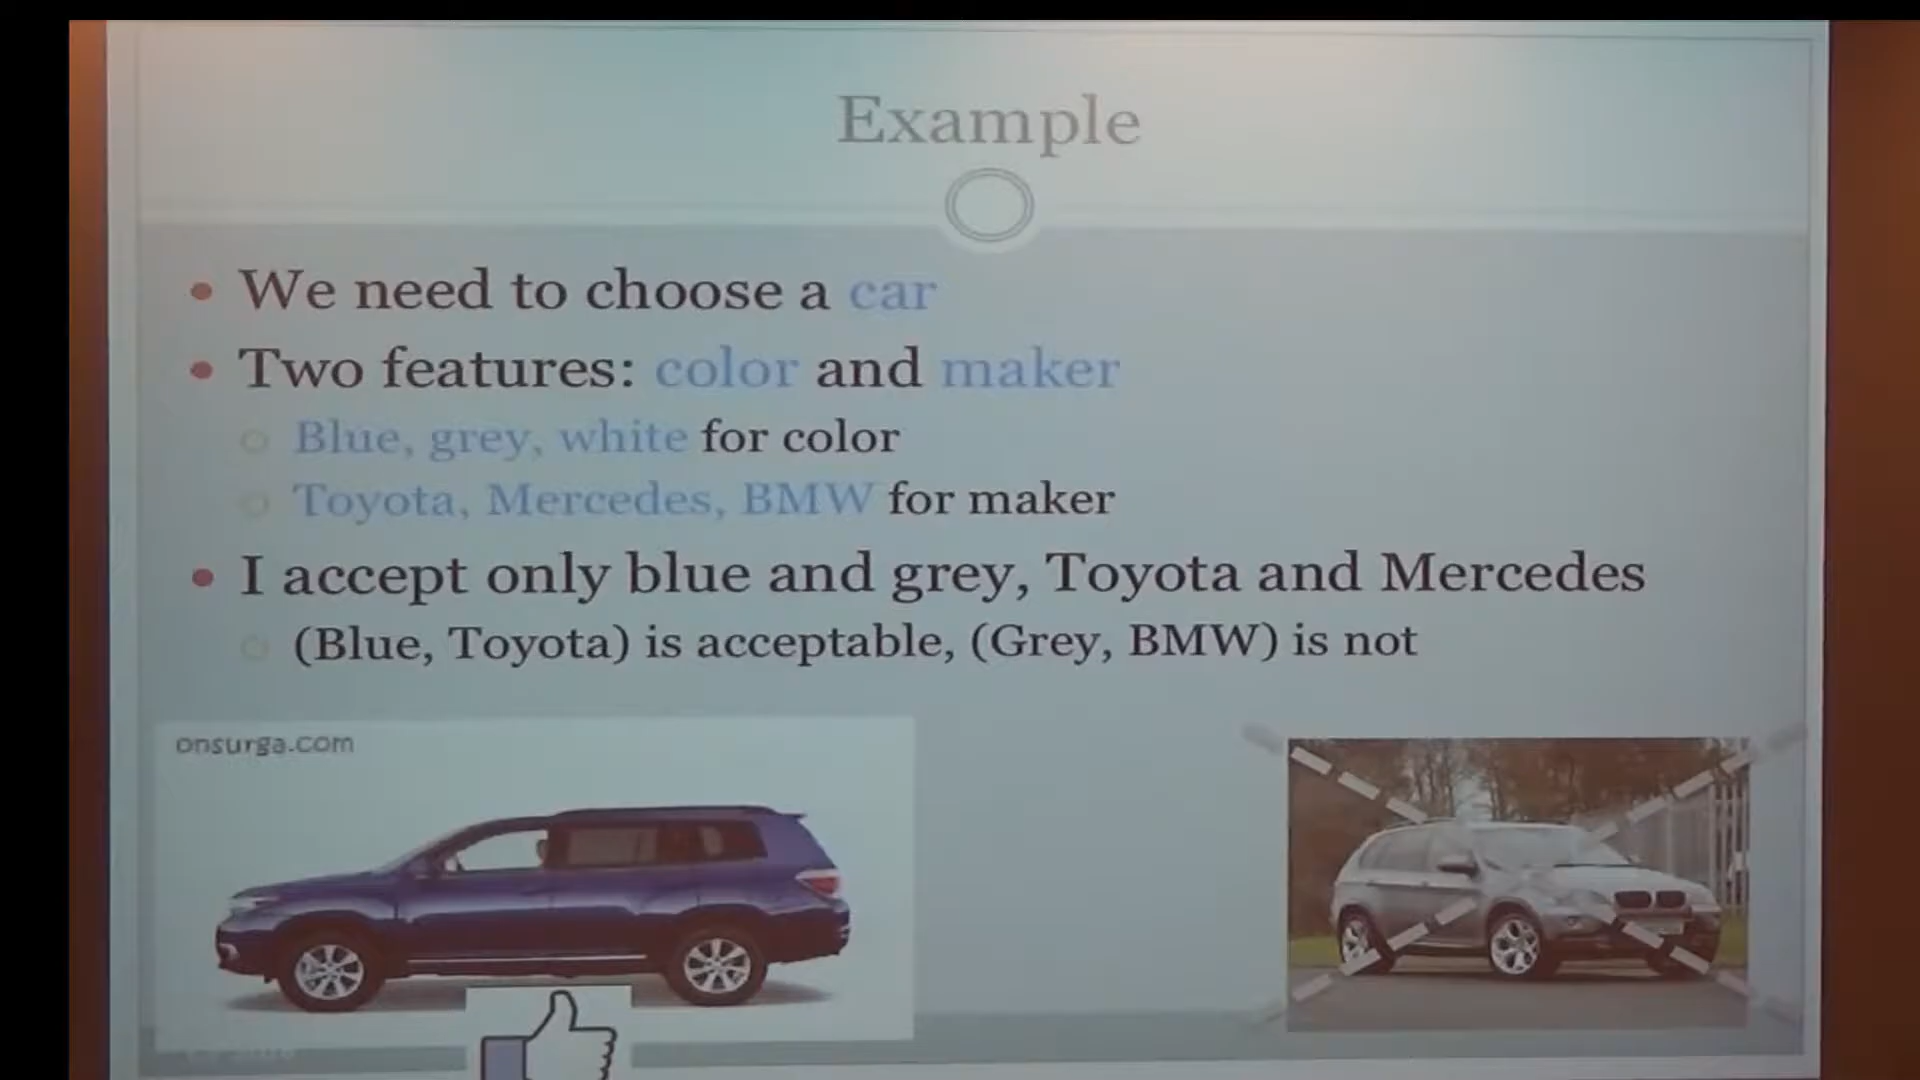 Example
We need to choose a car
Two features: color and maker
Blue, grey, white for color
Toyota, Mercedes, BMW for maker
I accept only blue and grey, Toyota and Mercedes
(Blue, Toyota) is acceptable, (Grey, BMW) is not
onsurga.com